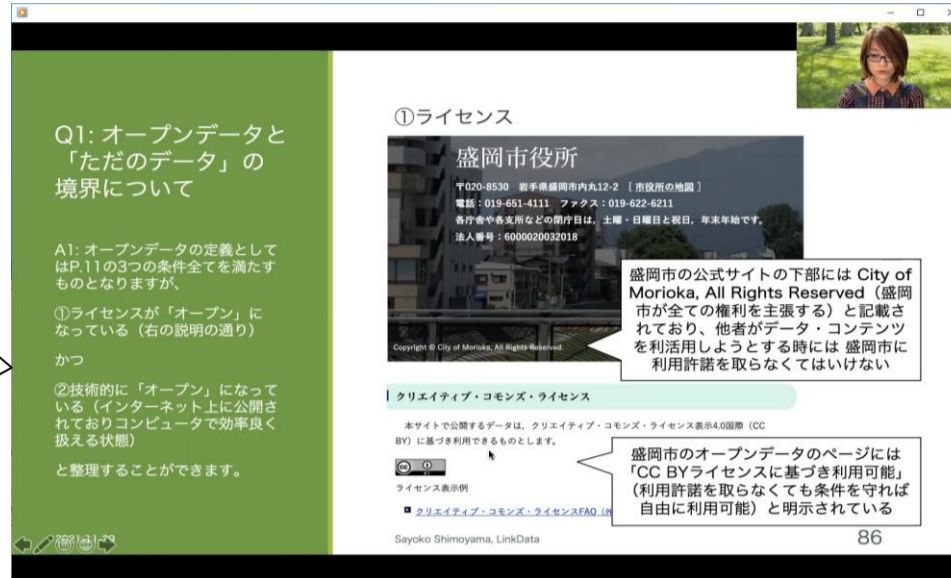 Q1: オープンデータと
「ただのデータ」の
境界について
A1: オープンデータの定義として
はP.11の3つの条件全てを満たす
ものとなりますが、
①ライセンスが「オープン」に
なっている（右の説明の通り）
かつ
②技術的に「オープン」になって
いる（インターネット上に公開さ
れておりコンピュータで効率良く
扱える状態）
と整理することができます。
2021-11-29
①ライセンス
盛岡市役所
〒020-8530 岩手県盛岡市内丸12-2 [ 市役所の地図 ]
電話：019-651-4111 ファクス：019-622-6211
各庁舎や各支所などの閉庁日は，土曜・日曜日と祝日，年末年始です。
法人番号：6000020032018
Copyright © City of Morioka, All Rights Reserved.
盛岡市の公式サイトの下部には City of
Morioka, All Rights Reserved（盛岡
市が全ての権利を主張する）と記載さ
れており、他者がデータ・コンテンツ
を利活用しようとする時には 盛岡市に
利用許諾を取らなくてはいけない
クリエイティブ・コモンズ・ライセンス
本サイトで公開するデータは，クリエイティブ・コモンズ・ライセンス表示4.0国際（CC
BY）に基づき利用できるものとします。
ライセンス表示例
クリエイティブ・コモンズ・ライセンスFAQ
盛岡市のオープンデータのページには
「CC BYライセンスに基づき利用可能」
（利用許諾を取らなくても条件を守れば
自由に利用可能）と明示されている
Sayoko Shimoyama, LinkData
86